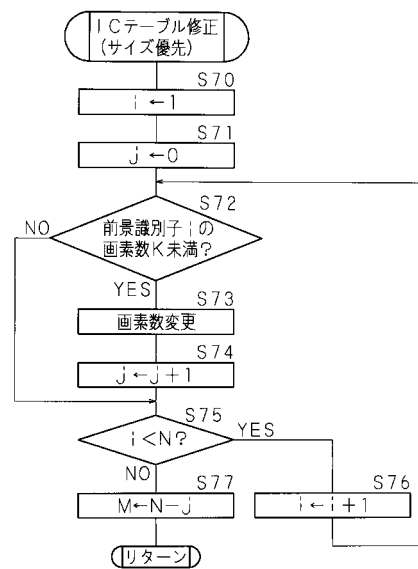 ICテーブル修正
(サイズ優先)
S70
i←1
S71
j←0
S72
NO
前景識別子iの
画素数K未満?
YES
S73
画素数変更
S74
j←j+1
S75
i<N?
YES
NO
S76
i←i+1
S77
M←N−j
リターン